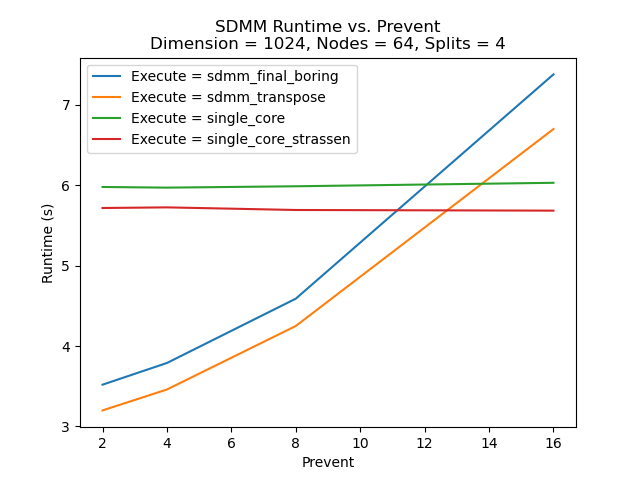 SDMM Runtime vs. Prevent
Dimension = 1024, Nodes = 64, Splits = 4
Execute = sdmm_final_boring
Execute = sdmm_transpose
Execute = single_core
Execute = single_core_strassen
Runtime (s)
7
6
5
4
3
2
4
6
8
10
12
14
16
Prevent